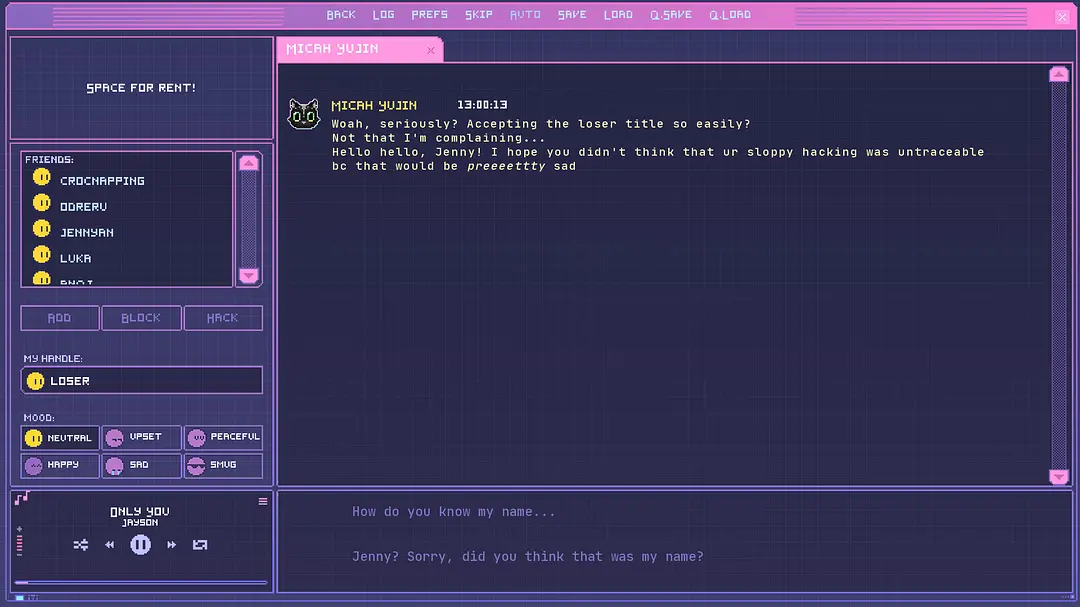 BACK LOG PREFS SKIP AUTO SAVE LOAD Q.SAVE Q.LOAD
SPACE FOR RENT!
FRIENDS:
CROCNAPPING
ODRERU
JENNYAN
LUKA
ADD BLOCK HACK
MY HANDLE:
LOSER
MOOD:
NEUTRAL UPSET PEACEFUL
HAPPY SAD SMUG
ONLY YOU
JAYSON
MICAH YUJIN
MICAH YUJIN 13:00:13
Woah, seriously? Accepting the loser title so easily?
Not that I'm complaining...
Hello hello, Jenny! I hope you didn't think that ur sloppy hacking was untraceable
bc that would be preeeettty sad
How do you know my name...
Jenny? Sorry, did you think that was my name?